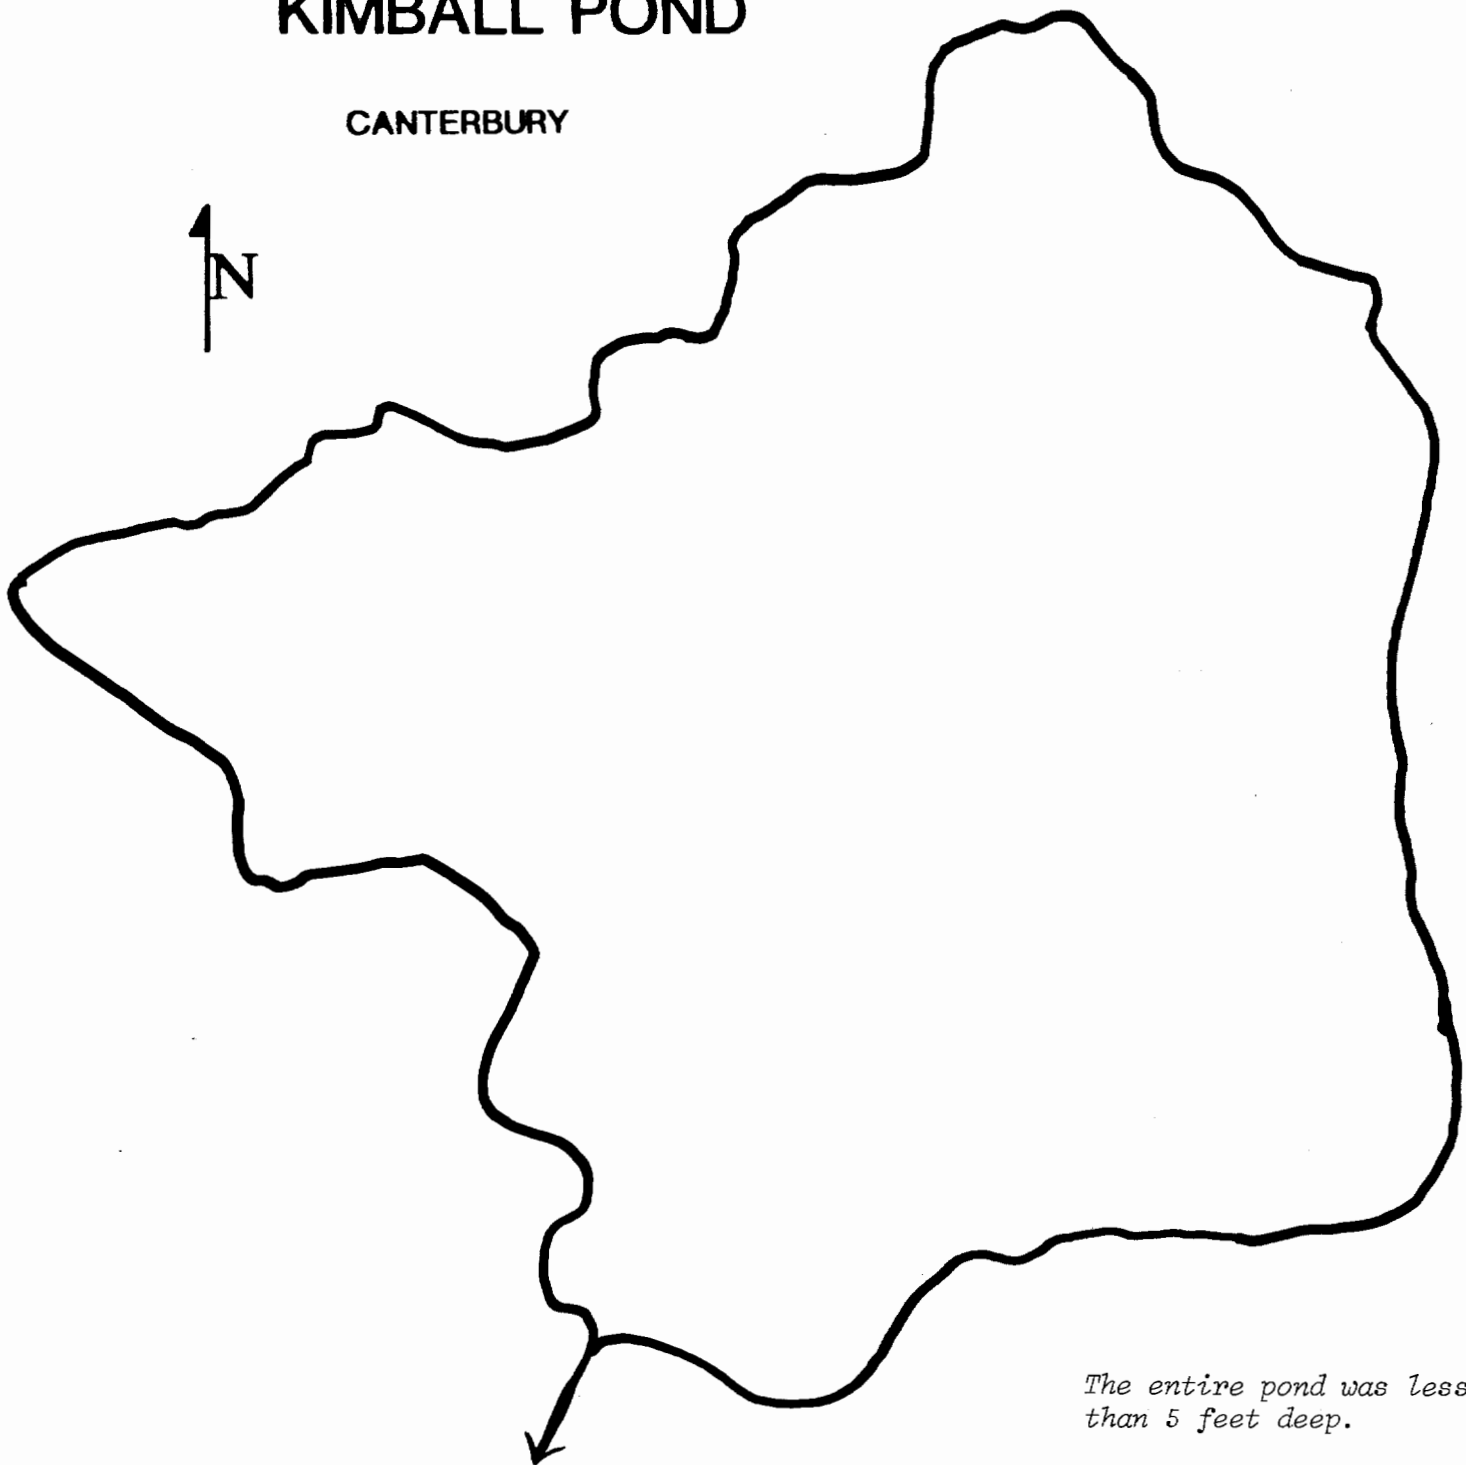 KIMBALL POND
CANTERBURY
N
The entire pond was less
than 5 feet deep.